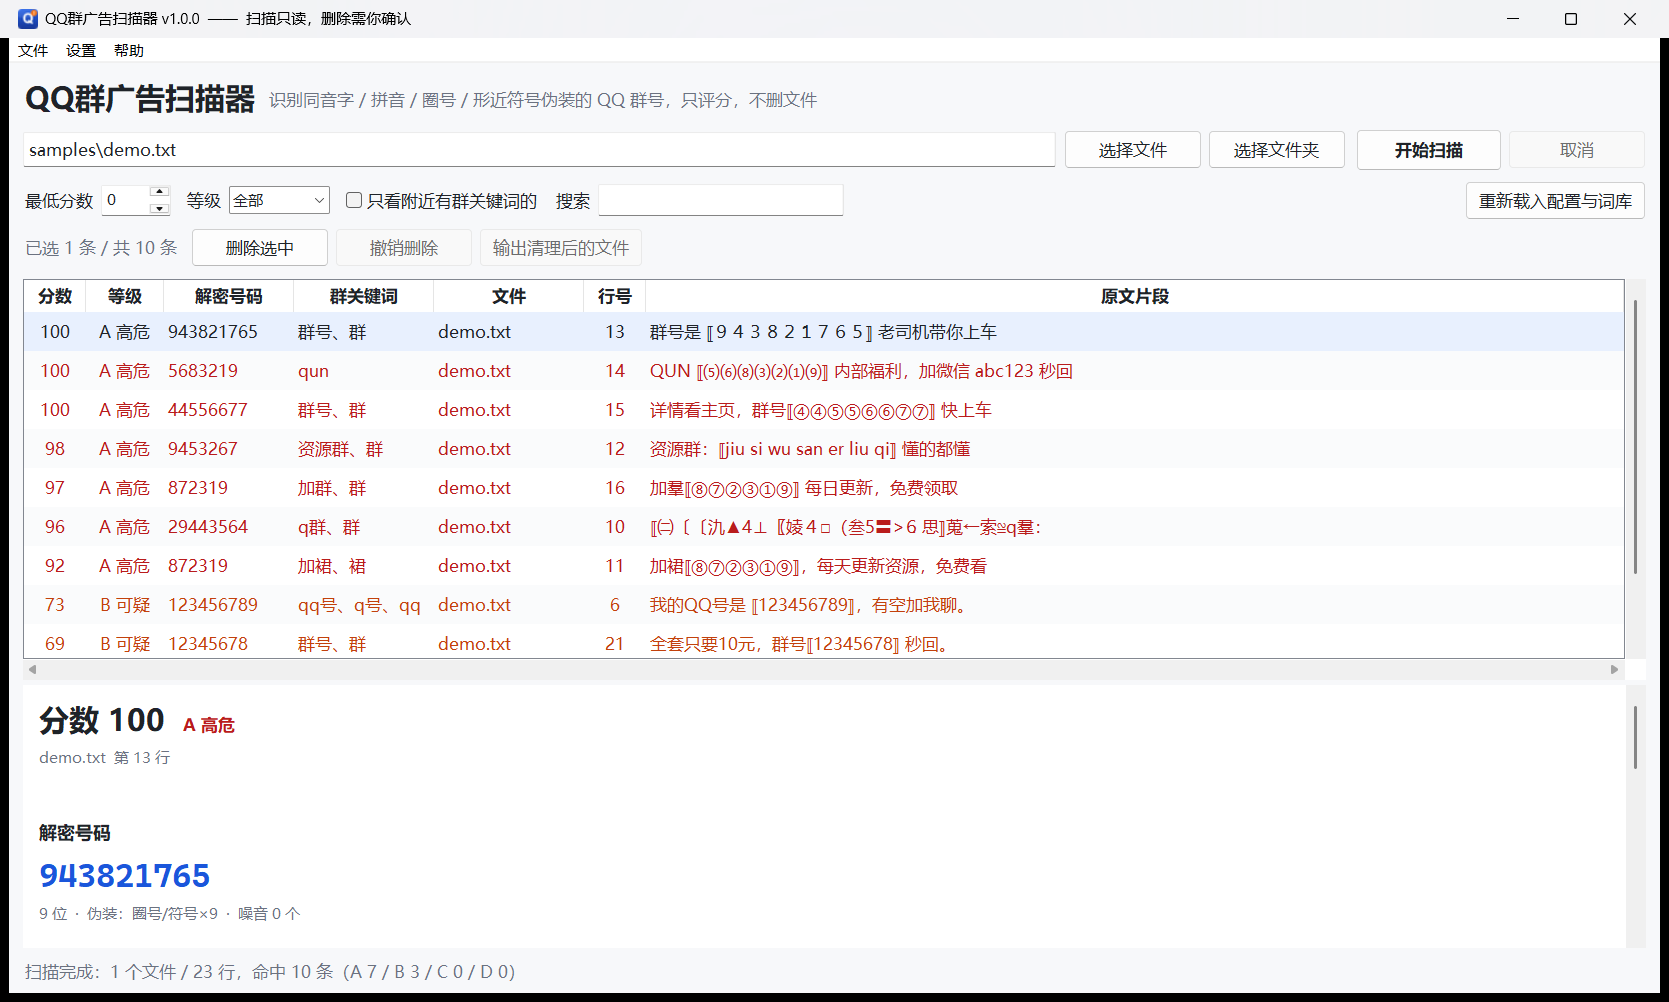 QQ群广告扫描器 v1.0.0 —— 扫描只读，删除需你确认
文件 设置 帮助
QQ群广告扫描器 识别同音字 / 拼音 / 圈号 / 形近符号伪装的 QQ 群号，只评分，不删文件
samples\demo.txt 选择文件 选择文件夹 开始扫描 取消
最低分数 0 等级 全部 只看附近有群关键词的 搜索 重新载入配置与词库
已选 1 条 / 共 10 条 删除选中 撤销删除 输出清理后的文件
分数 等级 解密号码 群关键词 文件 行号 原文片段
100 A 高危 943821765 群号、群 demo.txt 13 群号是 〚９４３８２１７６５〛 老司机带你上车
100 A 高危 5683219 qun demo.txt 14 QUN 〚⑸⑹⑻⑶⑵⑴⑼〛 内部福利，加微信 abc123 秒回
100 A 高危 44556677 群号、群 demo.txt 15 详情看主页，群号〚④④⑤⑤⑥⑥⑦⑦〛 快上车
98 A 高危 9453267 资源群、群 demo.txt 12 资源群：〚jiu si wu san er liu qi〛 懂的都懂
97 A 高危 872319 加群、群 demo.txt 16 加羣〚⑧⑦②③①⑨〛 每日更新，免费领取
96 A 高危 29443564 q群、群 demo.txt 10 〚㈡〔〔氿▲4⊥〖婈４□（叁5〓>６思〛蒐←索≌q羣：
92 A 高危 872319 加裙、裙 demo.txt 11 加裙〚⑧⑦②③①⑨〛，每天更新资源，免费看
73 B 可疑 123456789 qq号、q号、qq demo.txt 6 我的QQ号是 〚123456789〛，有空加我聊。
69 B 可疑 12345678 群号、群 demo.txt 21 全套只要10元，群号〚12345678〛 秒回。
分数 100 A 高危
demo.txt 第 13 行
解密号码
943821765
9 位 · 伪装：圈号/符号×9 · 噪音 0 个
扫描完成：1 个文件 / 23 行，命中 10 条（A 7 / B 3 / C 0 / D 0）